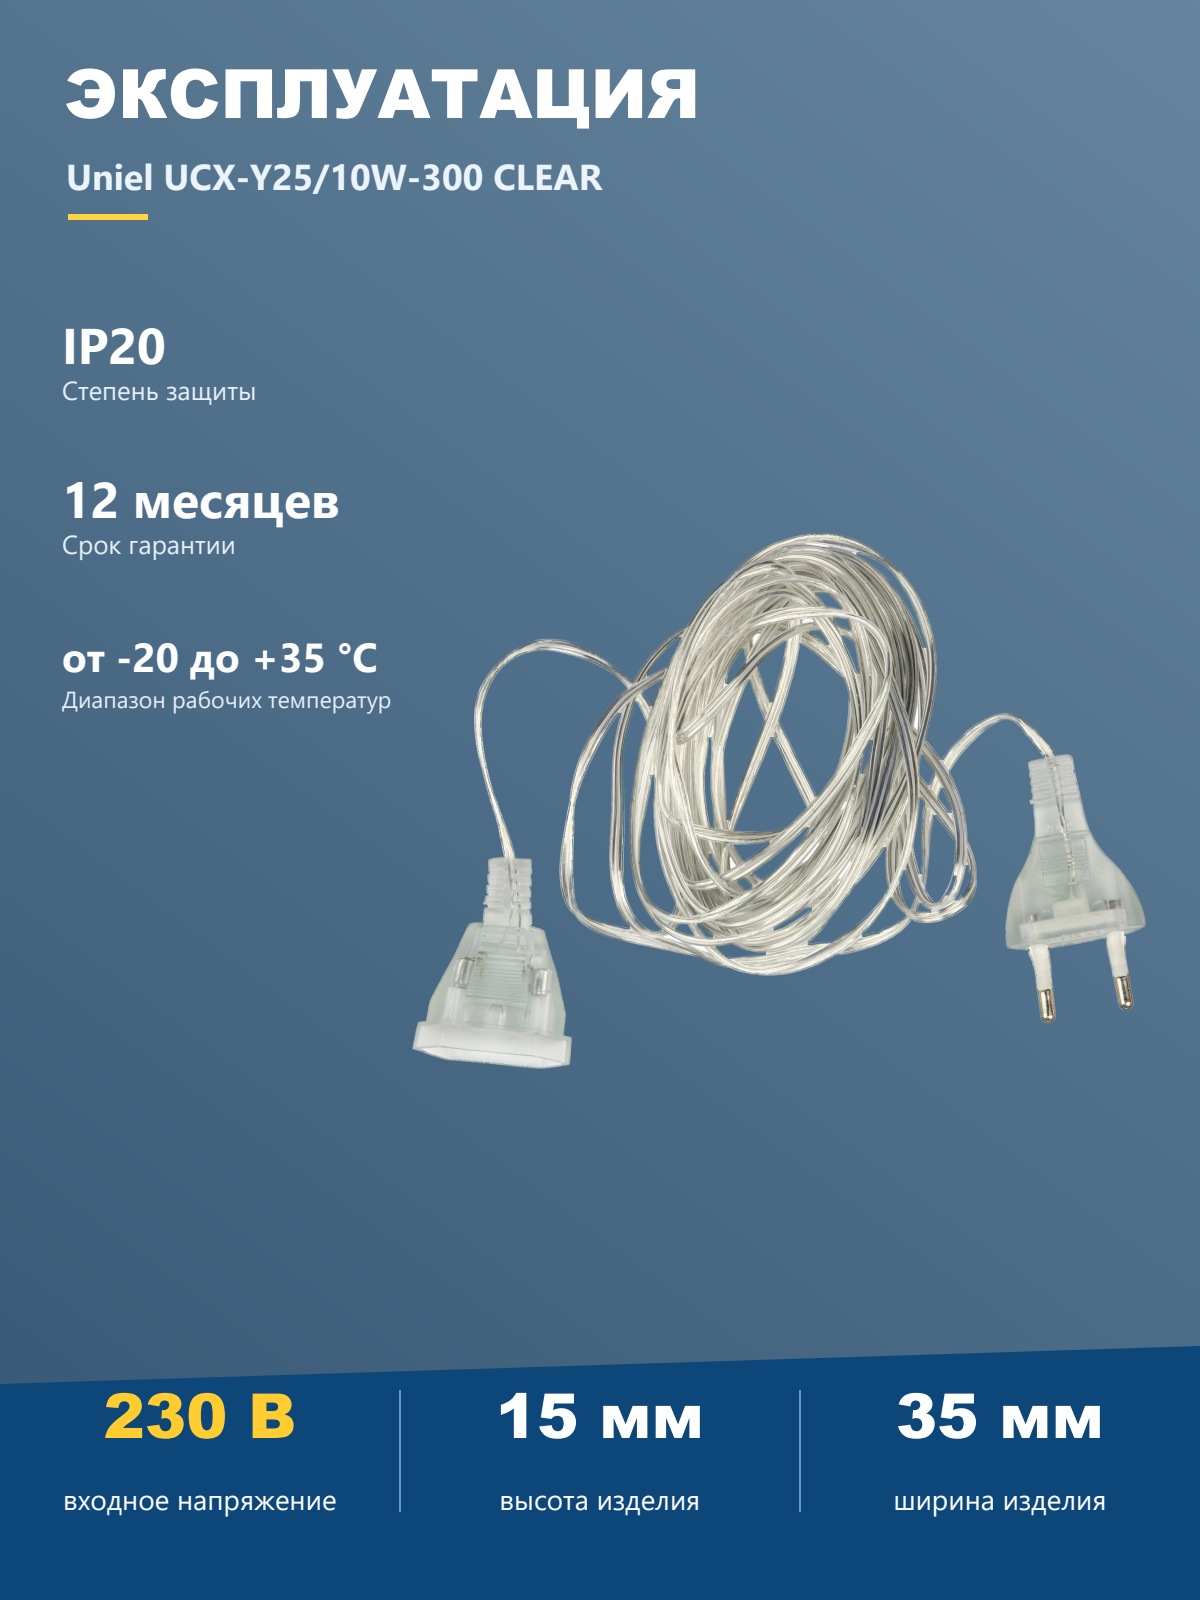 ЭКСПЛУАТАЦИЯ
Uniel UCX-Y25/10W-300 CLEAR
IP20
Степень защиты
12 месяцев
Срок гарантии
от -20 до +35 °C
Диапазон рабочих температур
230 В
входное напряжение
15 мм
высота изделия
35 мм
ширина изделия